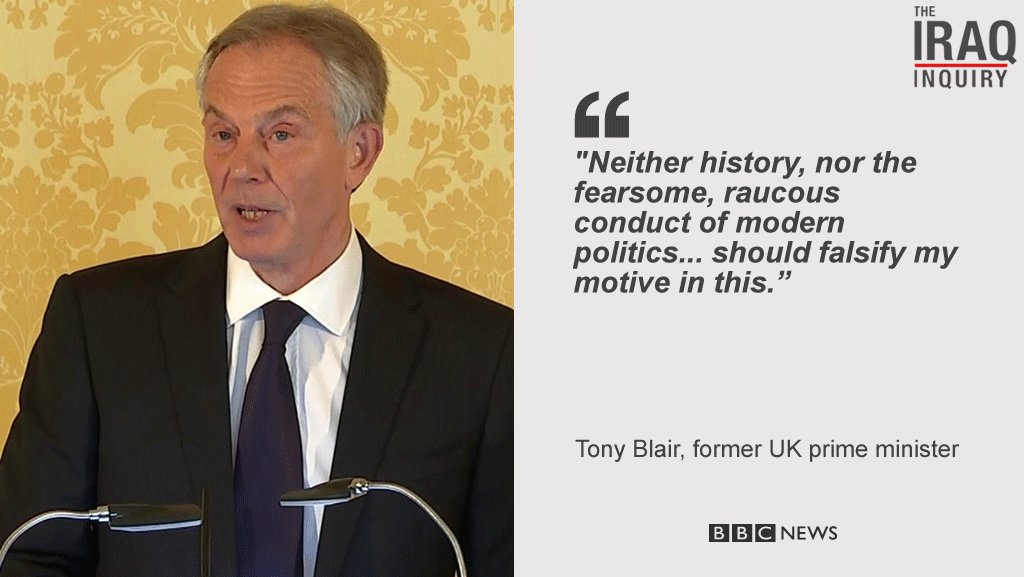 THE
IRAQ
INQUIRY
"Neither history, nor the
fearsome, raucous
conduct of modern
politics... should falsify my
motive in this.”
Tony Blair, former UK prime minister
BBC NEWS